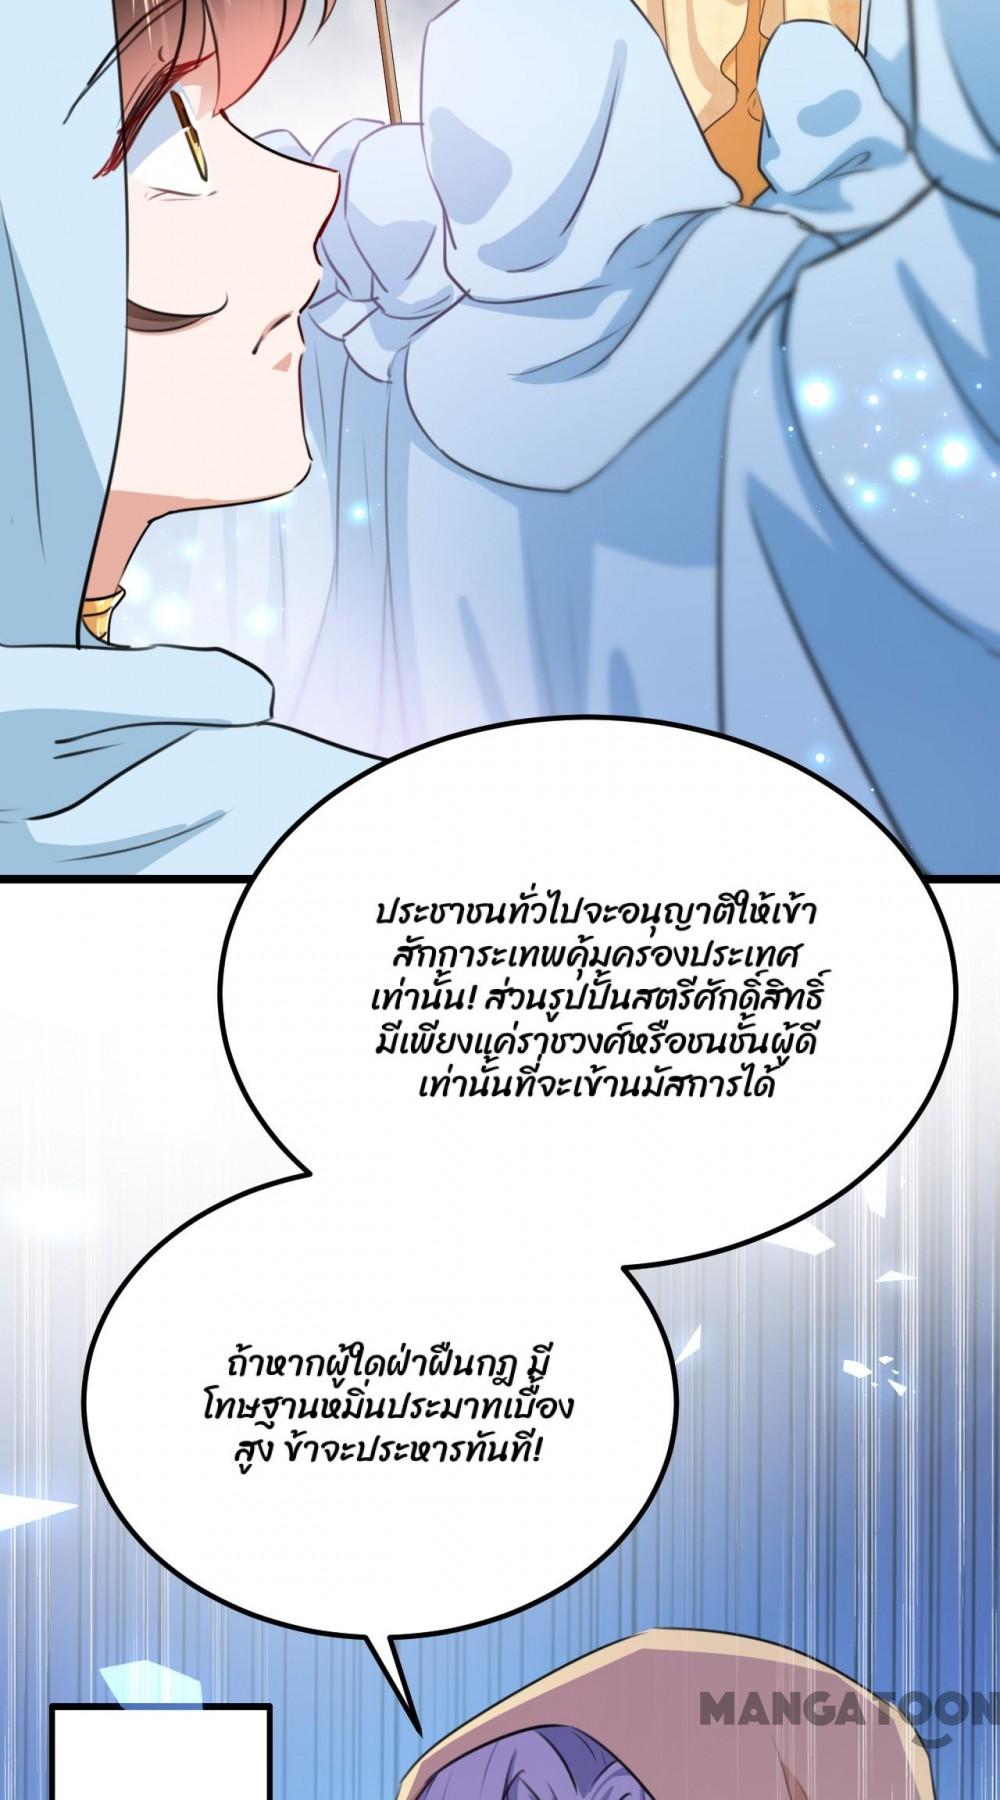 ประชาชนทั่วไปจะอนุญาติให้เข้า
สักการะเทพคุ้มครองประเทศ
เท่านั้น! ส่วนรูปปั้นสตรีศักดิ์สิทธิ์
มีเพียงแค่ราชวงศ์หรือชนชั้นผู้ดี
เท่านั้นที่จะเข้านมัสการได้
ถ้าหากผู้ใดฝ่าฝืนกฎ มี
โทษฐานหมิ่นประมาทเบื้อง
สูง ข้าจะประหารทันที!
MANGATOON